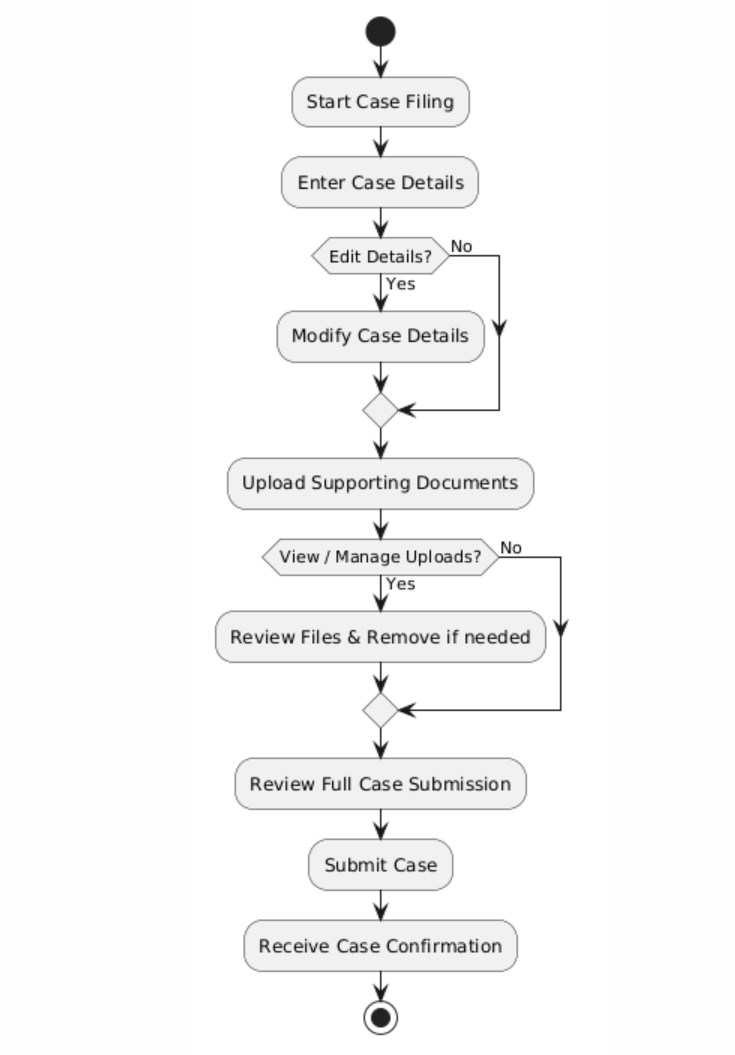 Start Case Filing
Enter Case Details
Edit Details?
No
Yes
Modify Case Details
Upload Supporting Documents
View / Manage Uploads?
No
Yes
Review Files & Remove if needed
Review Full Case Submission
Submit Case
Receive Case Confirmation